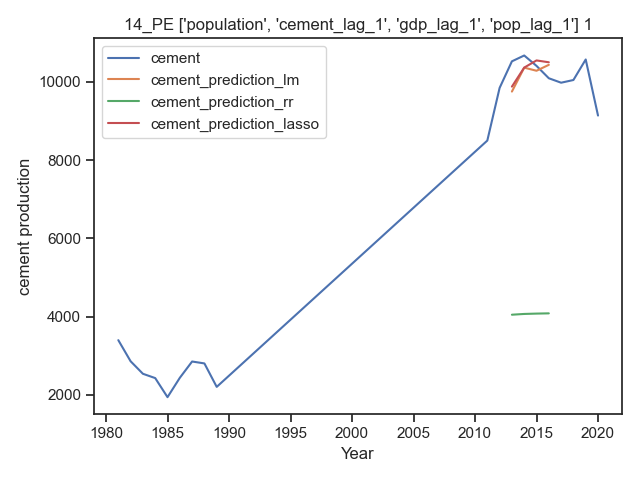 14_PE ['population', 'cement_lag_1', 'gdp_lag_1', 'pop_lag_1'] 1
cement
cement_prediction_lm
cement_prediction_rr
cement_prediction_lasso
10000
8000
6000
4000
2000
cement production
1980 1985 1990 1995 2000 2005 2010 2015 2020
Year